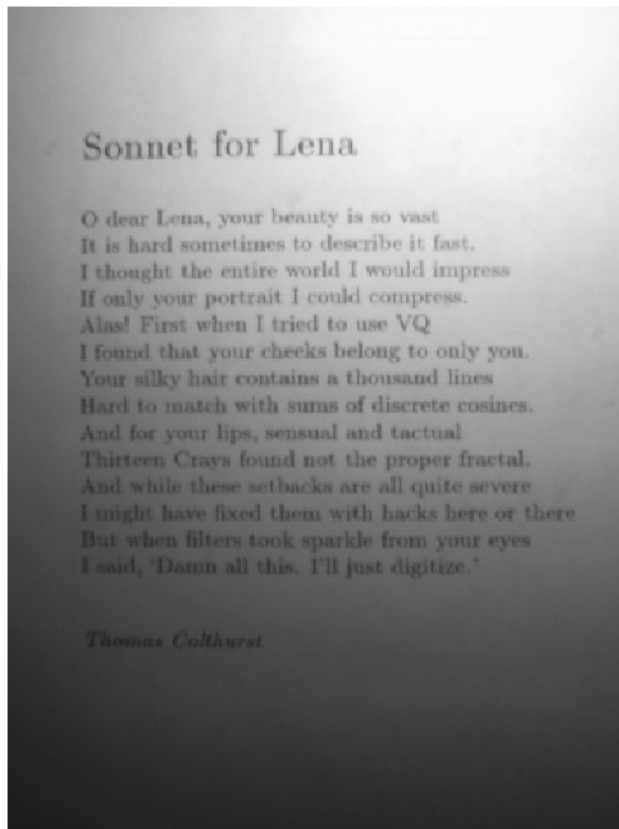 Sonnet for Lena
O dear Lena, your beauty is so vast
It is hard sometimes to describe it fast.
I thought the entire world I would impress
If only your portrait I could compress.
Alas! First when I tried to use VQ
I found that your cheeks belong to only you.
Your silky hair contains a thousand lines
Hard to match with sums of discrete cosines.
And for your lips, sensual and tactual
Thirteen Crays found not the proper fractal.
And while these setbacks are all quite severe
I might have fixed them with hacks here or there
But when filters took sparkle from your eyes
I said, ‘Damn all this. I'll just digitize.’
Thomas Colthurst